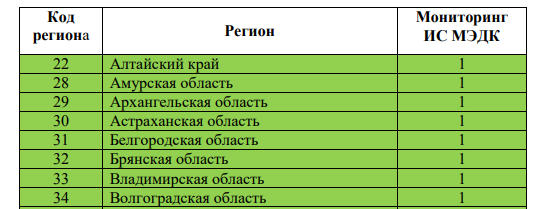 Код региона Регион Мониторинг ИС МЭДК
22 Алтайский край 1
28 Амурская область 1
29 Архангельская область 1
30 Астраханская область 1
31 Белгородская область 1
32 Брянская область 1
33 Владимирская область 1
34 Волгоградская область 1